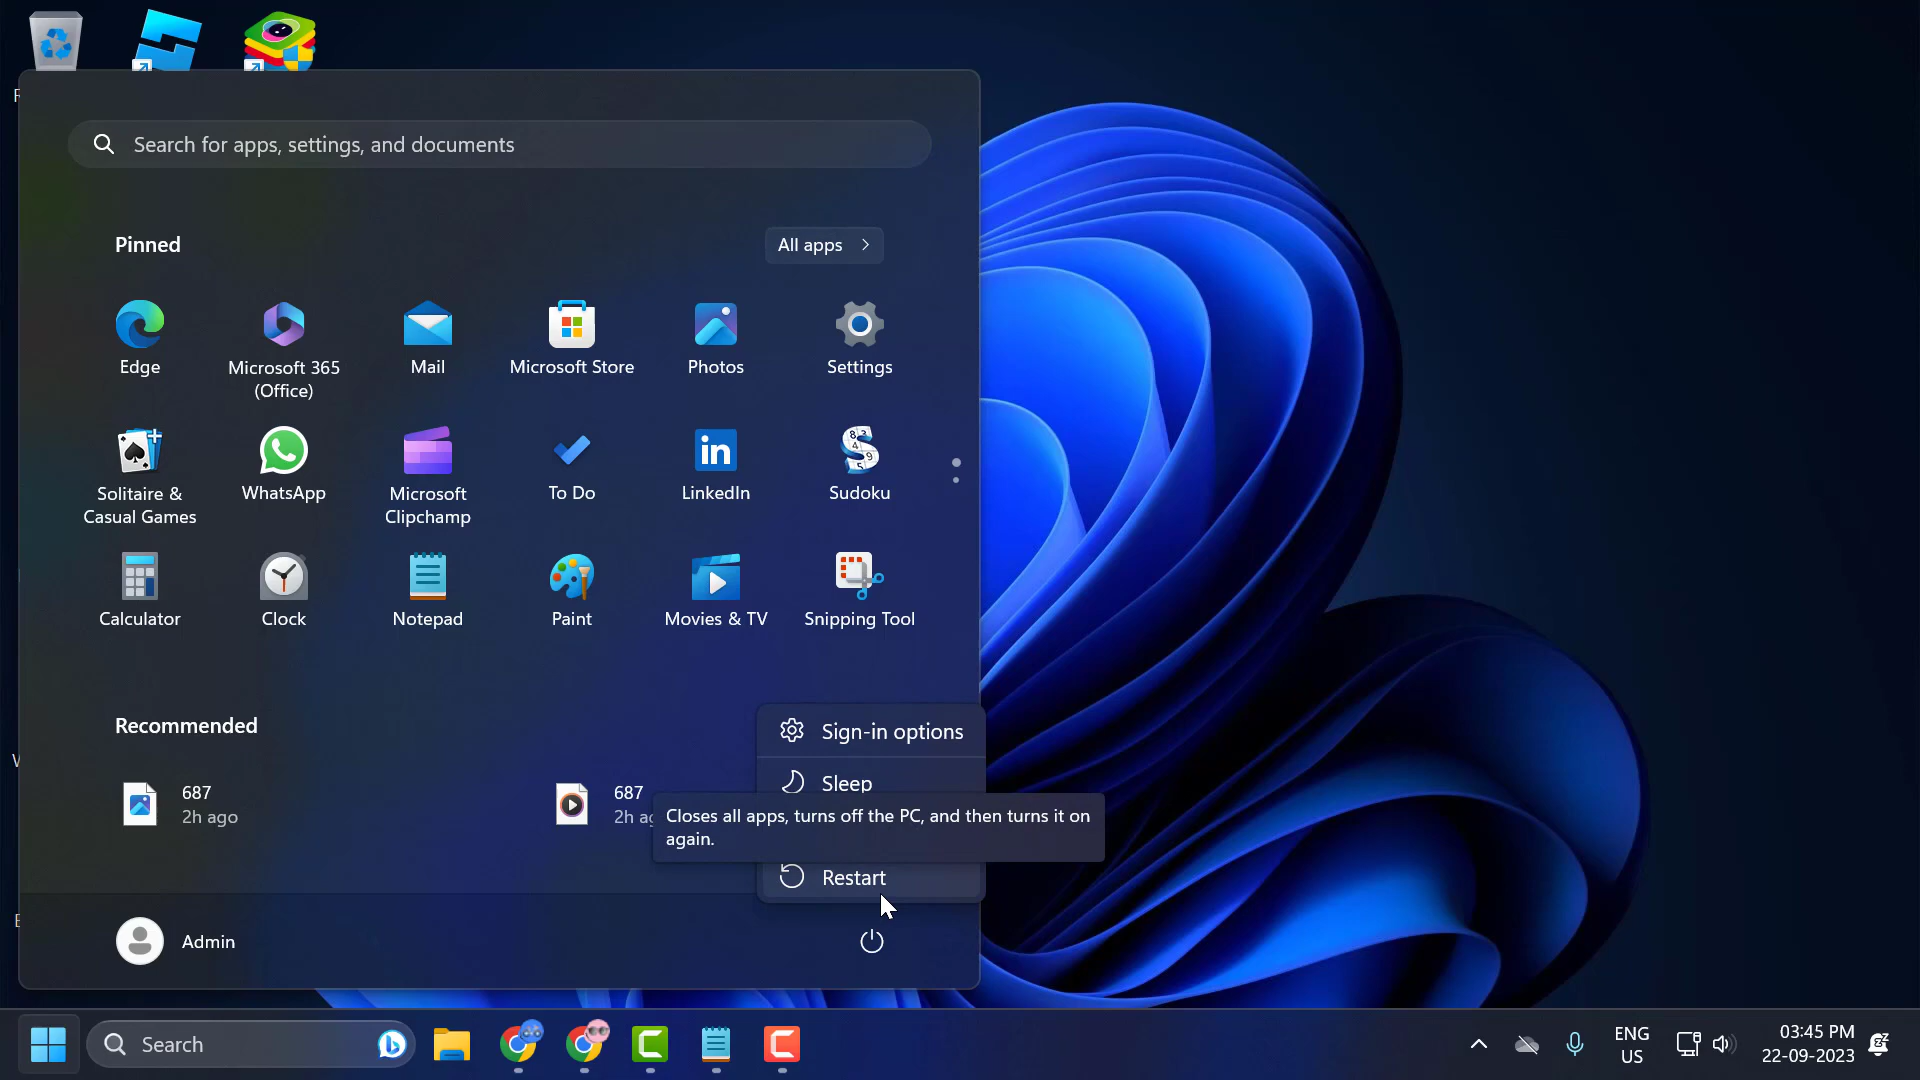 Search for apps, settings, and documents
Pinned
All apps
Edge
Microsoft 365
(Office)
Mail
Microsoft Store
Photos
Settings
Solitaire &
Casual Games
WhatsApp
Microsoft
Clipchamp
To Do
LinkedIn
Sudoku
Calculator
Clock
Notepad
Paint
Movies & TV
Snipping Tool
Recommended
687
2h ago
687
2h ag
Sign-in options
Sleep
Closes all apps, turns off the PC, and then turns it on
again.
Restart
Admin
Search
ENG
US
03:45 PM
22-09-2023